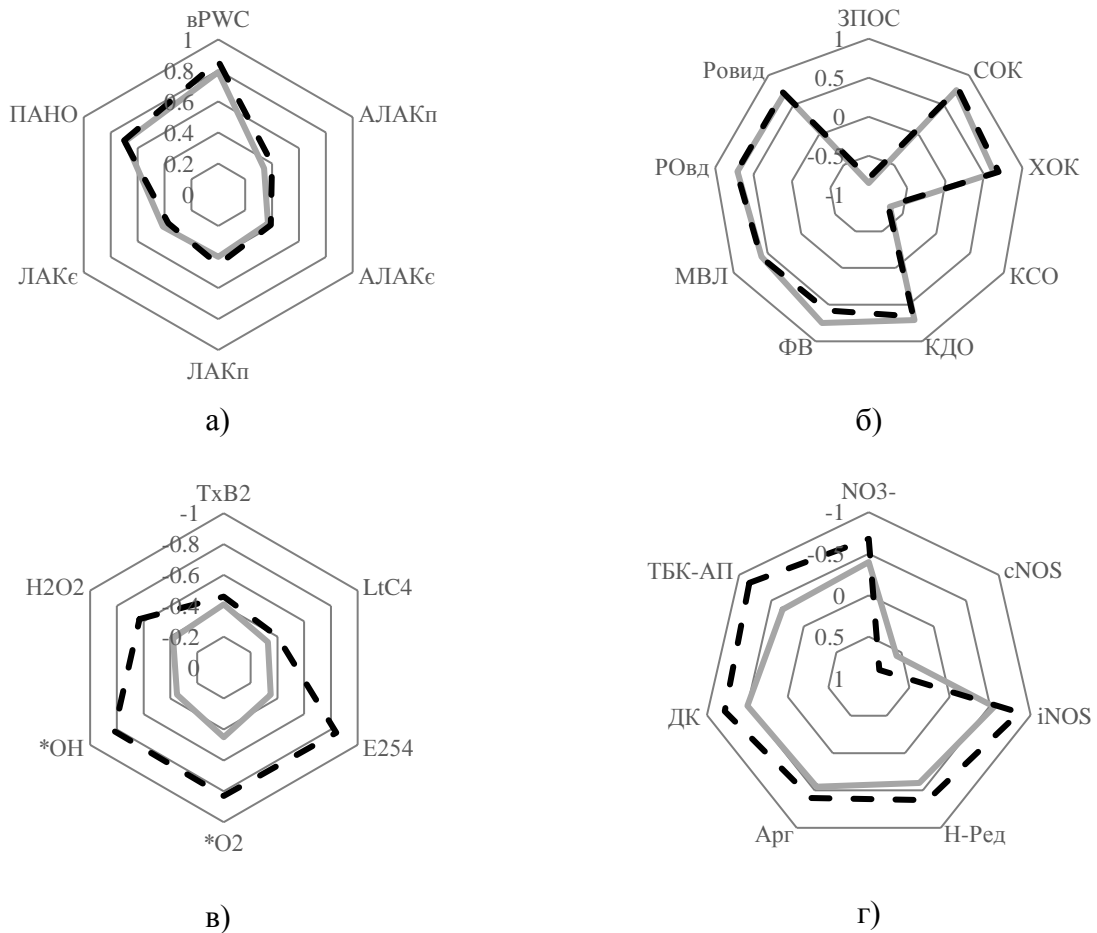 вPWC
1
0.8
0.6
0.4
0.2
0
АЛАКп
АЛАКє
ЛАКп
ЛАКє
ПАНО
а)
ЗПОС
1
0.5
0
-0.5
-1
СОК
ХОК
КСО
КДО
ФВ
МВЛ
РОвд
Ровид
б)
TxB2
-1
-0.8
-0.6
-0.4
-0.2
0
LtC4
E254
*O2
*OH
H2O2
в)
NO3-
-1
-0.5
0
0.5
1
cNOS
iNOS
Н-Ред
Арг
ДК
ТБК-АП
г)